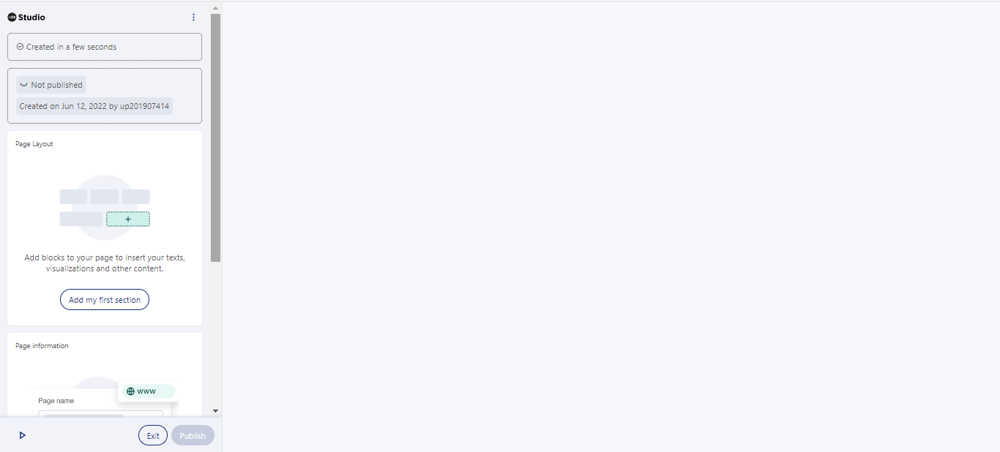 ods Studio
Created in a few seconds
Not published
Created on Jun 12, 2022 by up201907414
Page Layout
+
Add blocks to your page to insert your texts,
visualizations and other content.
Add my first section
Page information
www
Page name
Exit
Publish